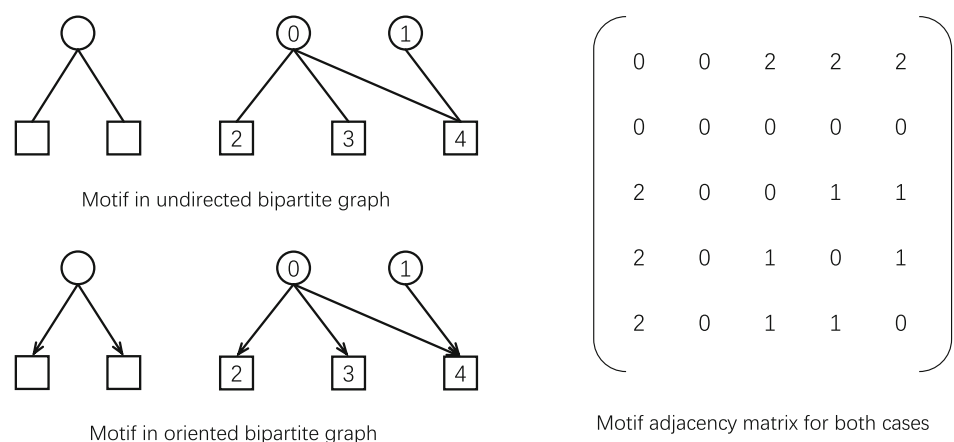 0 1
2 3 4
Motif in undirected bipartite graph
0 1
2 3 4
Motif in oriented bipartite graph
0 0 2 2 2
0 0 0 0 0
2 0 0 1 1
2 0 1 0 1
2 0 1 1 0
Motif adjacency matrix for both cases